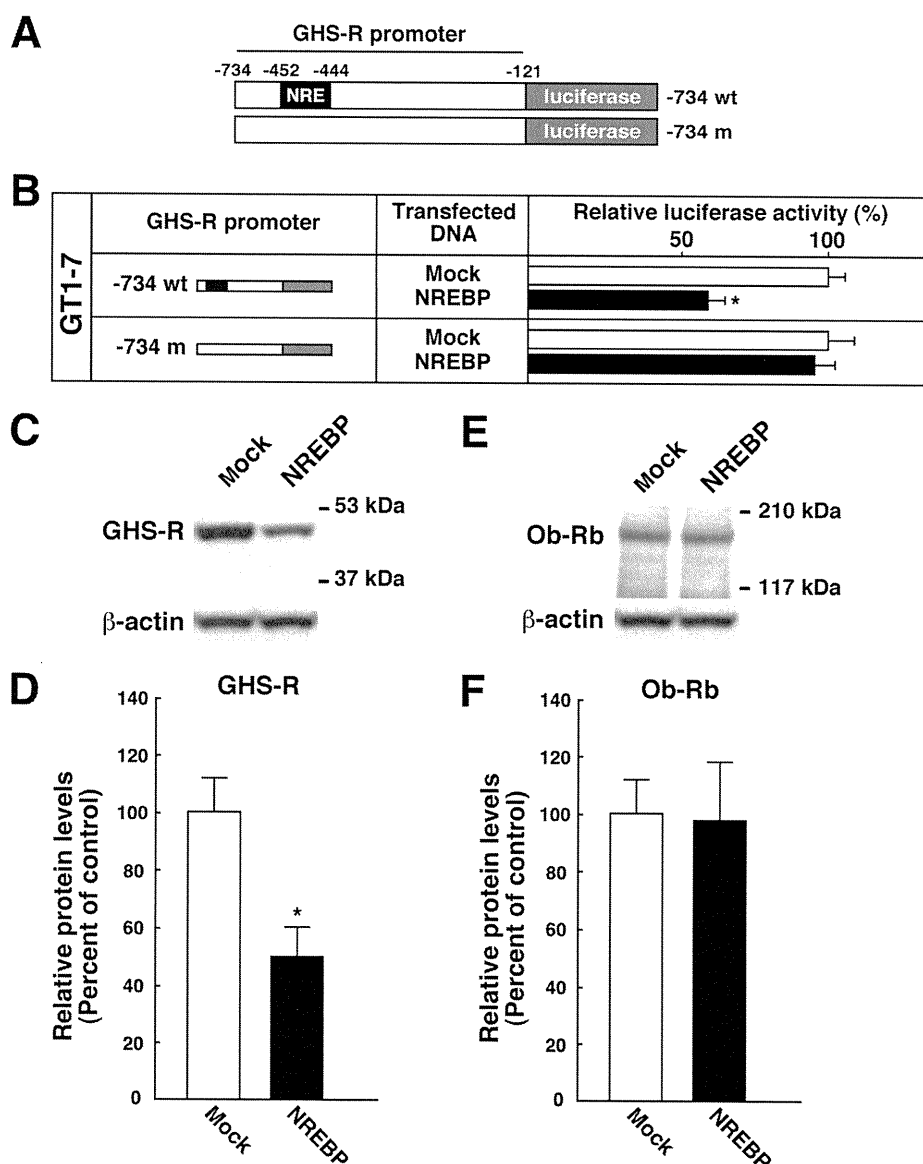 A
GHS-R promoter
-734 -452 -444 -121
NRE luciferase -734 wt
luciferase -734 m
B
GHS-R promoter Transfected DNA Relative luciferase activity (%)
50 100
GT1-7
-734 wt Mock
NREBP *
-734 m Mock
NREBP
C
Mock NREBP
- 53 kDa
GHS-R
- 37 kDa
β-actin
E
Mock NREBP
- 210 kDa
Ob-Rb
- 117 kDa
β-actin
D
GHS-R
Relative protein levels
(Percent of control)
140
120
100
80
60
40
20
0
*
Mock NREBP
F
Ob-Rb
Relative protein levels
(Percent of control)
140
120
100
80
60
40
20
0
Mock NREBP